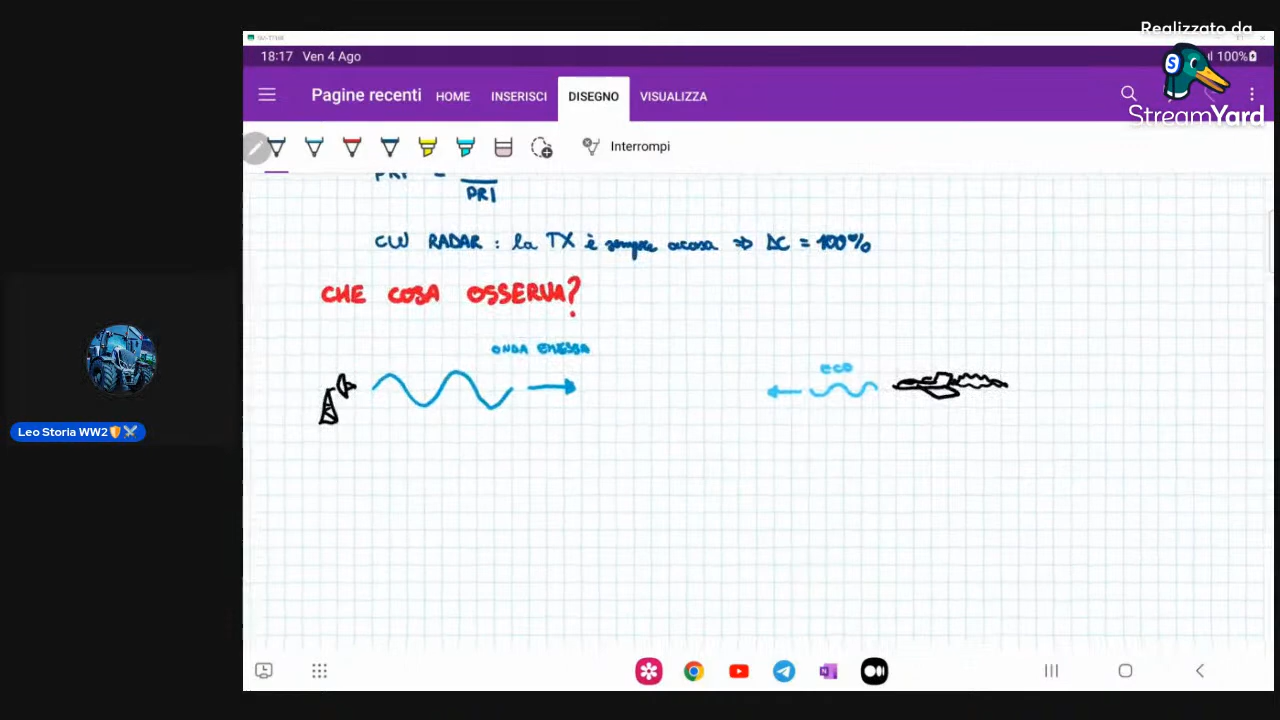 Realizzato da
StreamYard
18:17 Ven 4 Ago
100%
Pagine recenti HOME INSERISCI DISEGNO VISUALIZZA
Interrompi
PRI
CW RADAR : la TX è sempre accesa ⇒ DC = 100%
CHE COSA OSSERVA?
ONDA EMESSA
eco
Leo Storia WW2🛡️⚔️